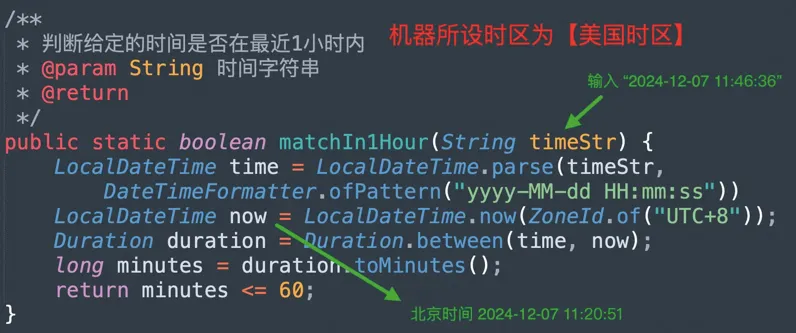 /**
* 判断给定的时间是否在最近1小时内
机器所设时区为【美国时区】
* @param String 时间字符串
* @return
输入 “2024-12-07 11:46:36”
*/
public static boolean matchIn1Hour(String timeStr) {
LocalDateTime time = LocalDateTime.parse(timeStr,
DateTimeFormatter.ofPattern("yyyy-MM-dd HH:mm:ss"))
LocalDateTime now = LocalDateTime.now(ZoneId.of("UTC+8"));
Duration duration = Duration.between(time, now);
long minutes = duration.toMinutes();
return minutes <= 60;
北京时间 2024-12-07 11:20:51
}